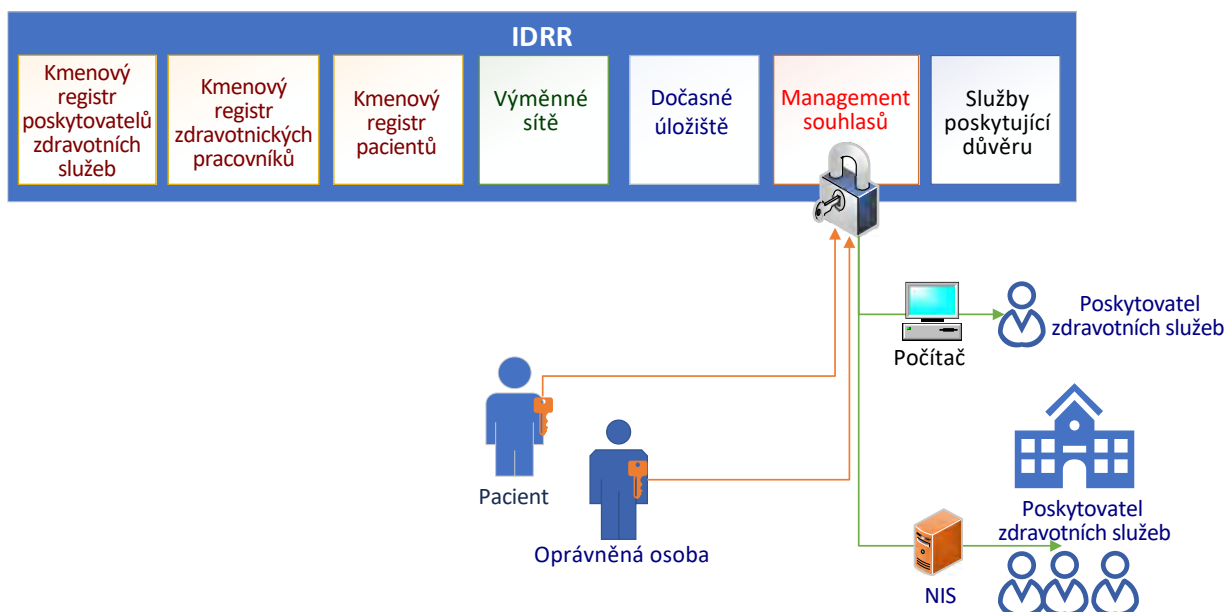 IDRR
Kmenový
registr
poskytovatelů
zdravotních
služeb
Kmenový
registr
zdravotnických
pracovníků
Kmenový
registr
pacientů
Výměnné
sítě
Dočasné
úložiště
Management
souhlasů
Služby
poskytující
důvěru
Poskytovatel
zdravotních služeb
Počítač
Pacient
Oprávněná osoba
Poskytovatel
zdravotních služeb
NIS